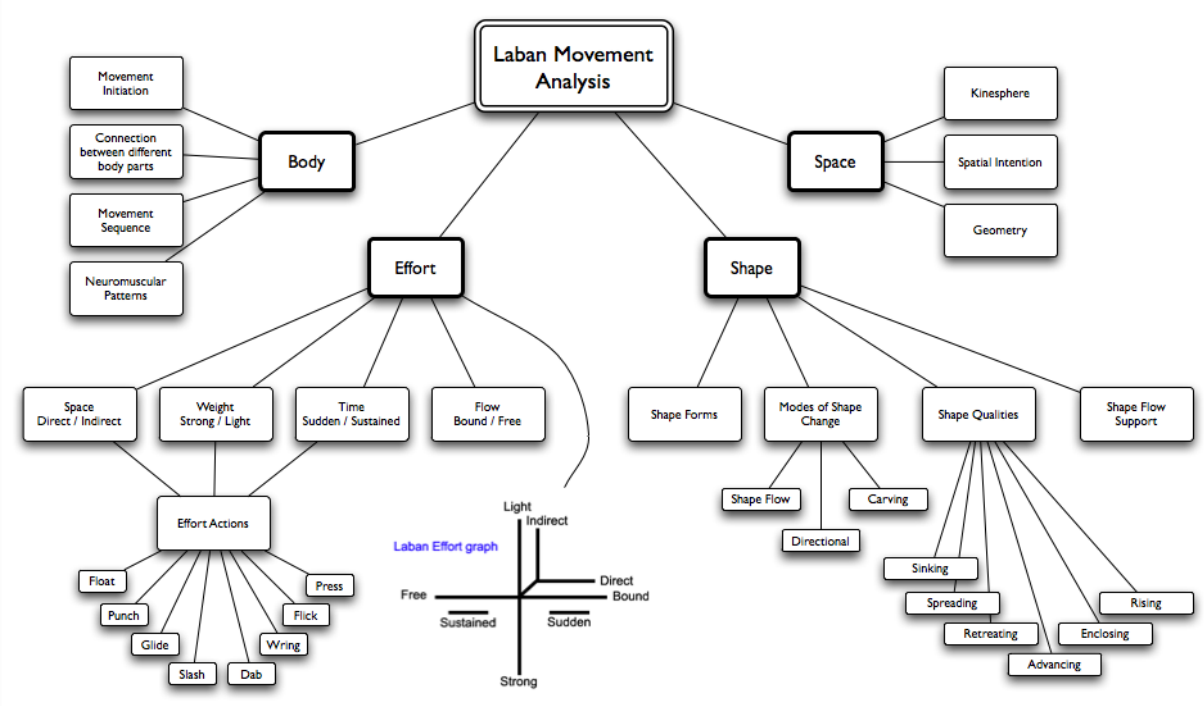 Laban Movement
Analysis
Movement
Initiation
Connection
between different
body parts
Movement
Sequence
Neuromuscular
Patterns
Body
Space
Kinesphere
Spatial Intention
Geometry
Effort
Shape
Space
Direct / Indirect
Weight
Strong / Light
Time
Sudden / Sustained
Flow
Bound / Free
Shape Forms
Modes of Shape
Change
Shape Qualities
Shape Flow
Support
Effort Actions
Float
Punch
Glide
Slash
Dab
Wring
Flick
Press
Laban Effort graph
Light
Indirect
Direct
Free
Bound
Sustained
Sudden
Strong
Shape Flow
Directional
Carving
Sinking
Spreading
Retreating
Advancing
Enclosing
Rising